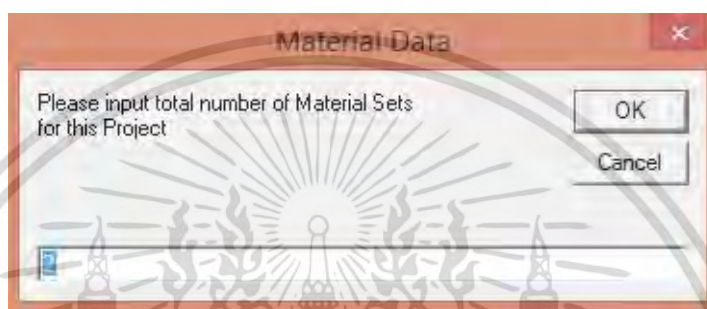 Material Data
Please input total number of Material Sets
for this Project
OK
Cancel
2